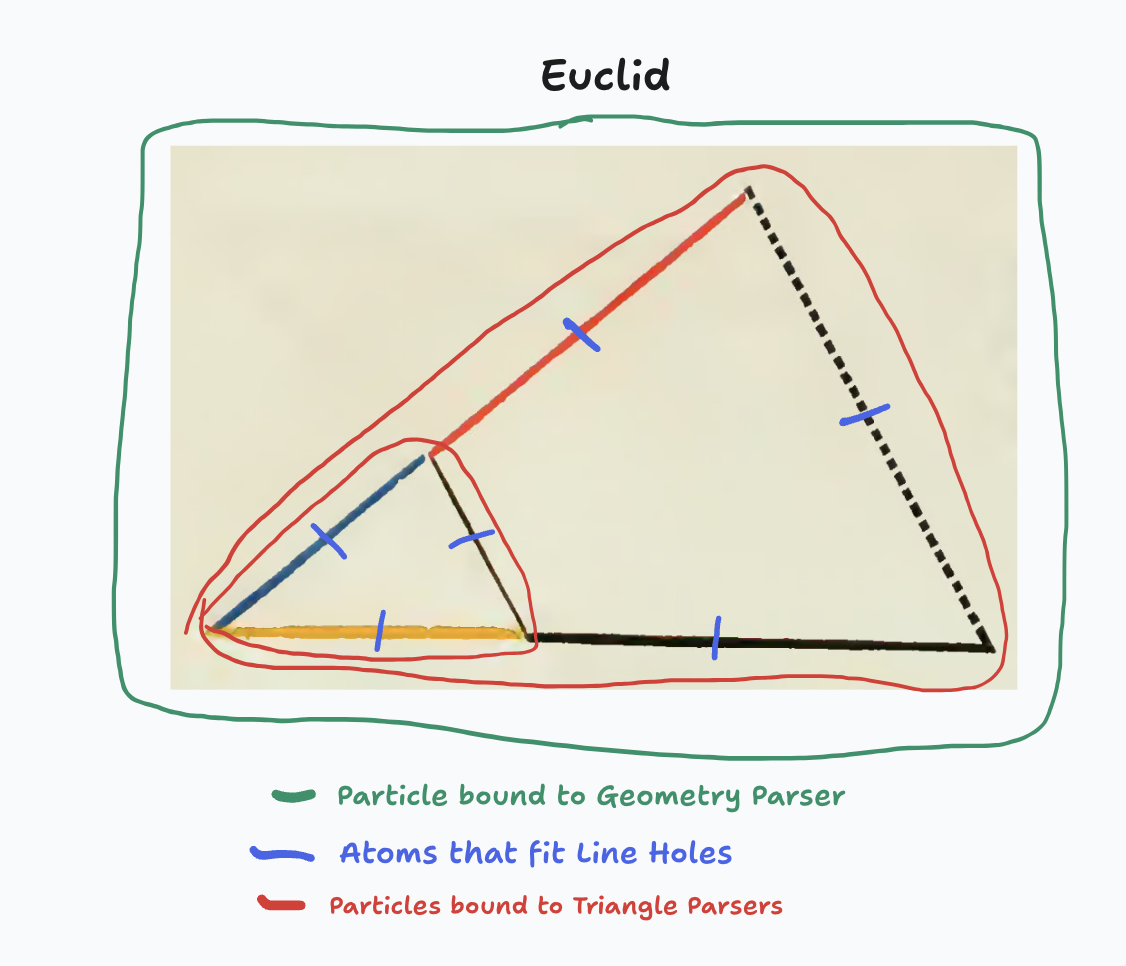 Euclid
Particle bound to Geometry Parser
Atoms that fit Line Holes
Particles bound to Triangle Parsers